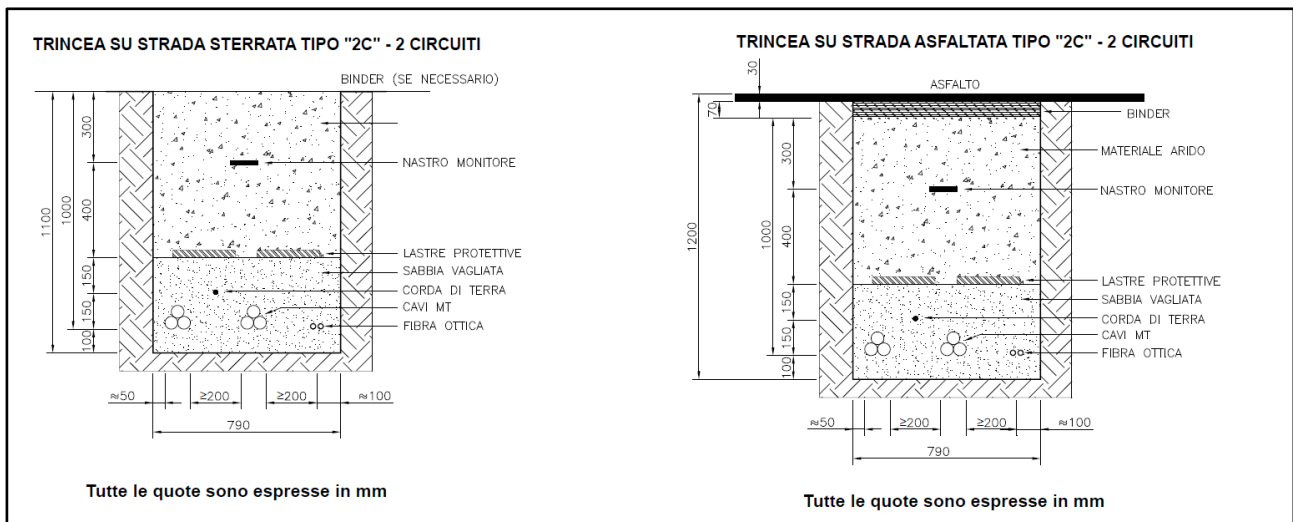 TRINCEA SU STRADA STERRATA TIPO "2C" - 2 CIRCUITI
BINDER (SE NECESSARIO)
300
NASTRO MONITORE
1100
1000
400
LASTRE PROTETTIVE
SABBIA VAGLIATA
150
CORDA DI TERRA
CAVI MT
150
FIBRA OTTICA
100
≈50
≥200
≥200
≈100
790
Tutte le quote sono espresse in mm
TRINCEA SU STRADA ASFALTATA TIPO "2C" - 2 CIRCUITI
30
ASFALTO
70
BINDER
300
MATERIALE ARIDO
NASTRO MONITORE
1200
1000
400
LASTRE PROTETTIVE
SABBIA VAGLIATA
150
CORDA DI TERRA
150
CAVI MT
FIBRA OTTICA
100
≈50
≥200
≥200
≈100
790
Tutte le quote sono espresse in mm